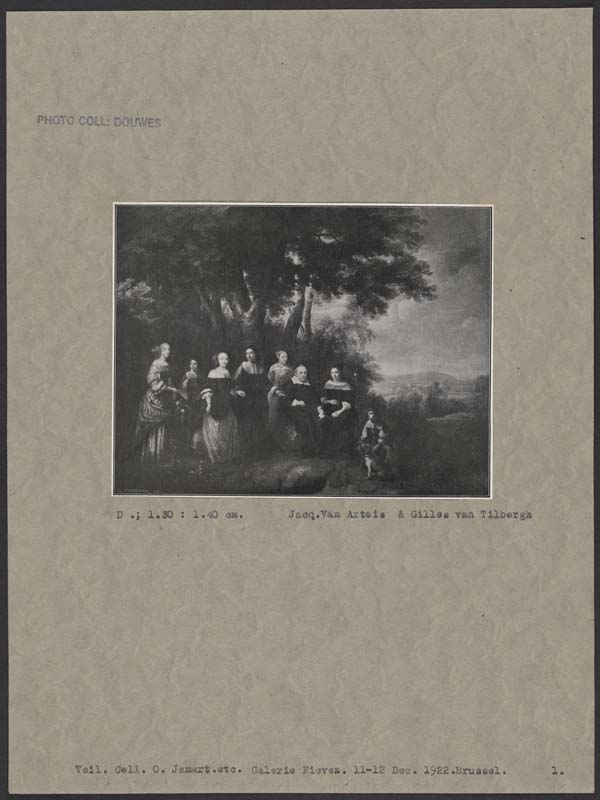 PHOTO COLL: DOUWES
D .; 1.30 : 1.40 cm. Jacq.Van Artois & Gilles van Tilborgh
Veil. Coll. O. Jamart.etc. Galerie Fievez. 11-12 Dec. 1922.Brussel. 1.